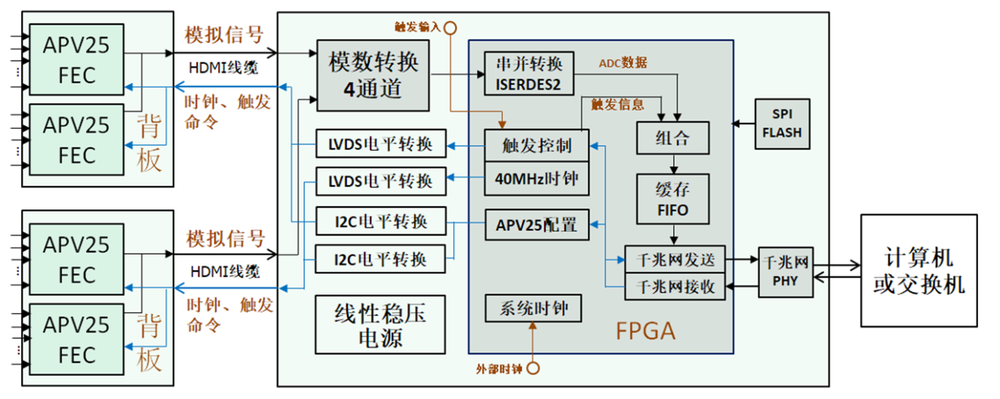 APV25
FEC
APV25
FEC
背
板
模拟信号
HDMI线缆
时钟、触发
命令
APV25
FEC
APV25
FEC
背
板
模拟信号
HDMI线缆
时钟、触发
命令
触发输入
模数转换
4通道
LVDS电平转换
LVDS电平转换
I2C电平转换
I2C电平转换
线性稳压
电源
串并转换
ISERDES2
ADC数据
触发信息
触发控制
40MHz时钟
APV25配置
组合
缓存
FIFO
千兆网发送
千兆网接收
系统时钟
FPGA
外部时钟
SPI
FLASH
千兆网
PHY
计算机
或交换机